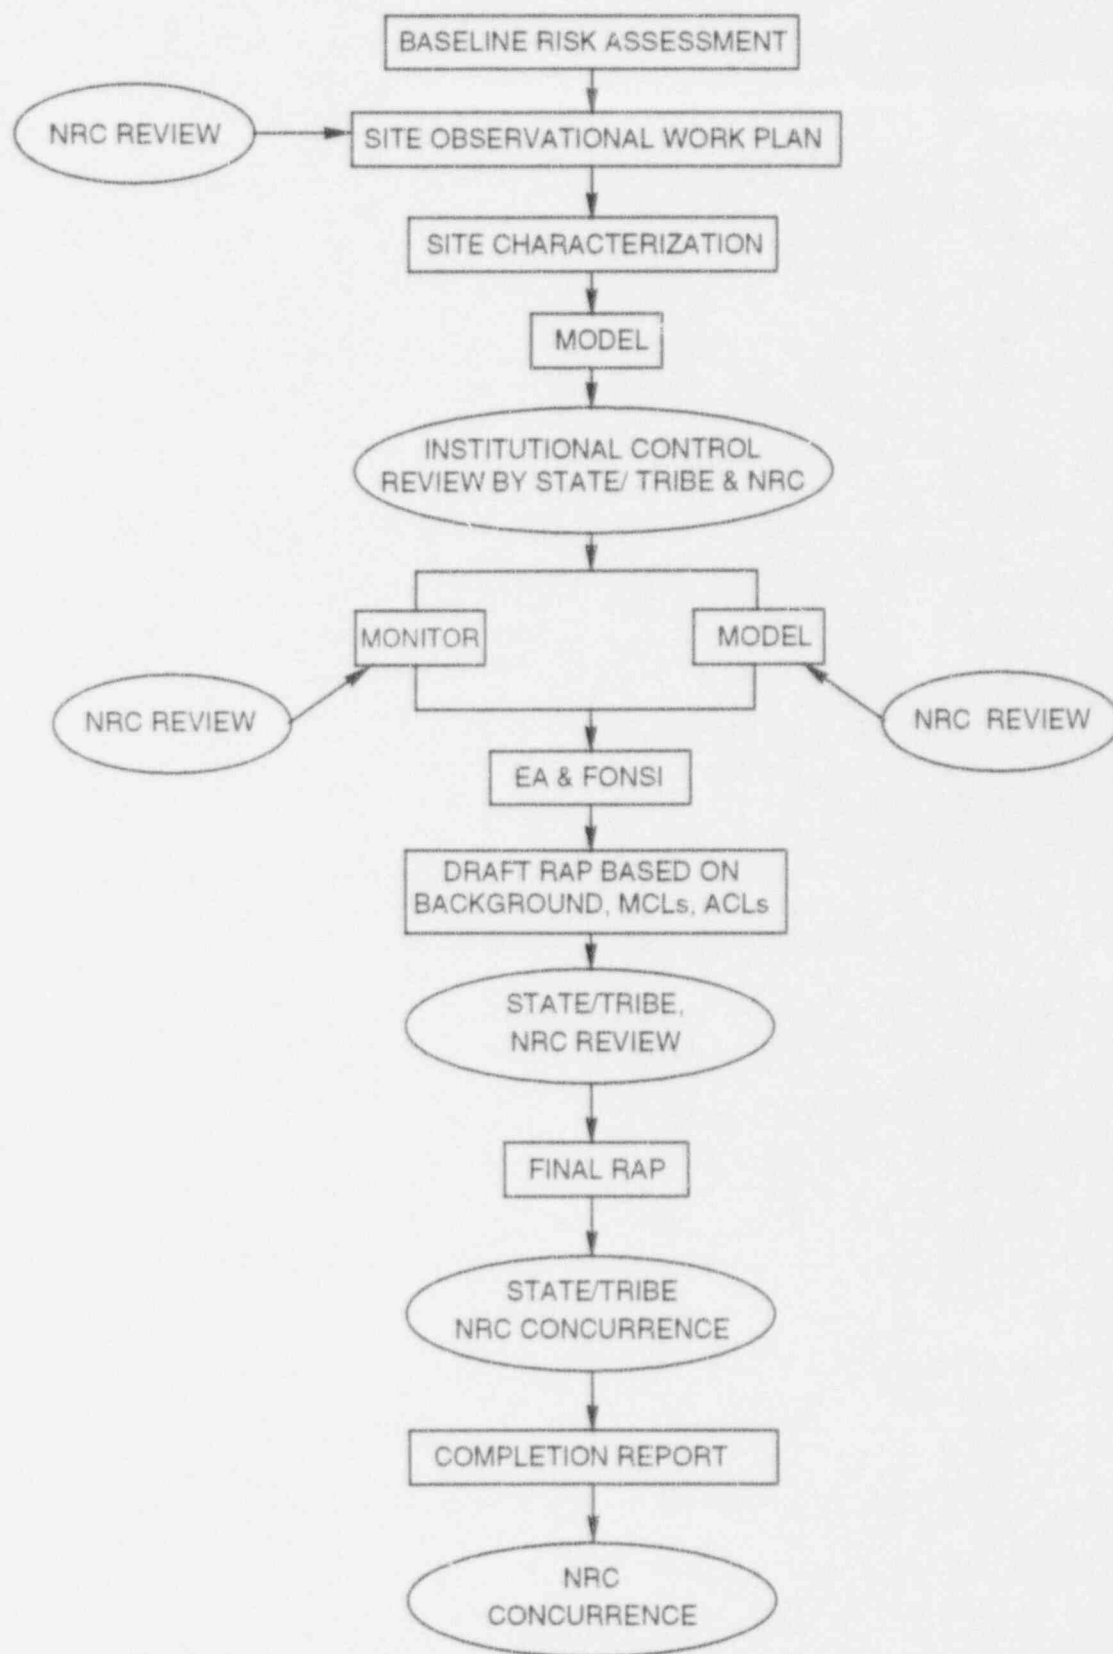 BASELINE RISK ASSESSMENT
NRC REVIEW
SITE OBSERVATIONAL WORK PLAN
SITE CHARACTERIZATION
MODEL
INSTITUTIONAL CONTROL
REVIEW BY STATE/ TRIBE & NRC
MONITOR
MODEL
NRC REVIEW
NRC REVIEW
EA & FONSI
DRAFT RAP BASED ON
BACKGROUND, MCLs, ACLs
STATE/TRIBE,
NRC REVIEW
FINAL RAP
STATE/TRIBE
NRC CONCURRENCE
COMPLETION REPORT
NRC
CONCURRENCE